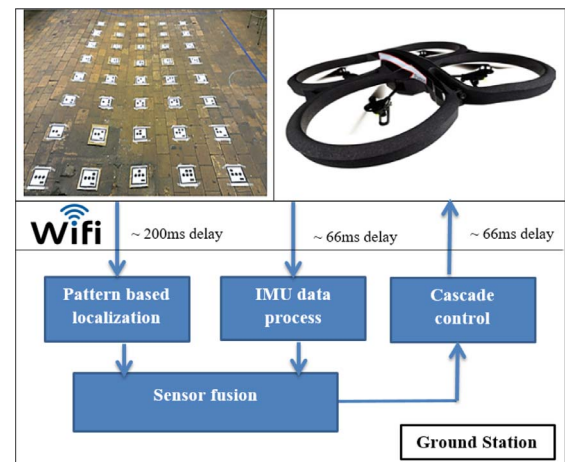 Wifi
~ 200ms delay
~ 66ms delay
~ 66ms delay
Pattern based
localization
IMU data
process
Cascade
control
Sensor fusion
Ground Station